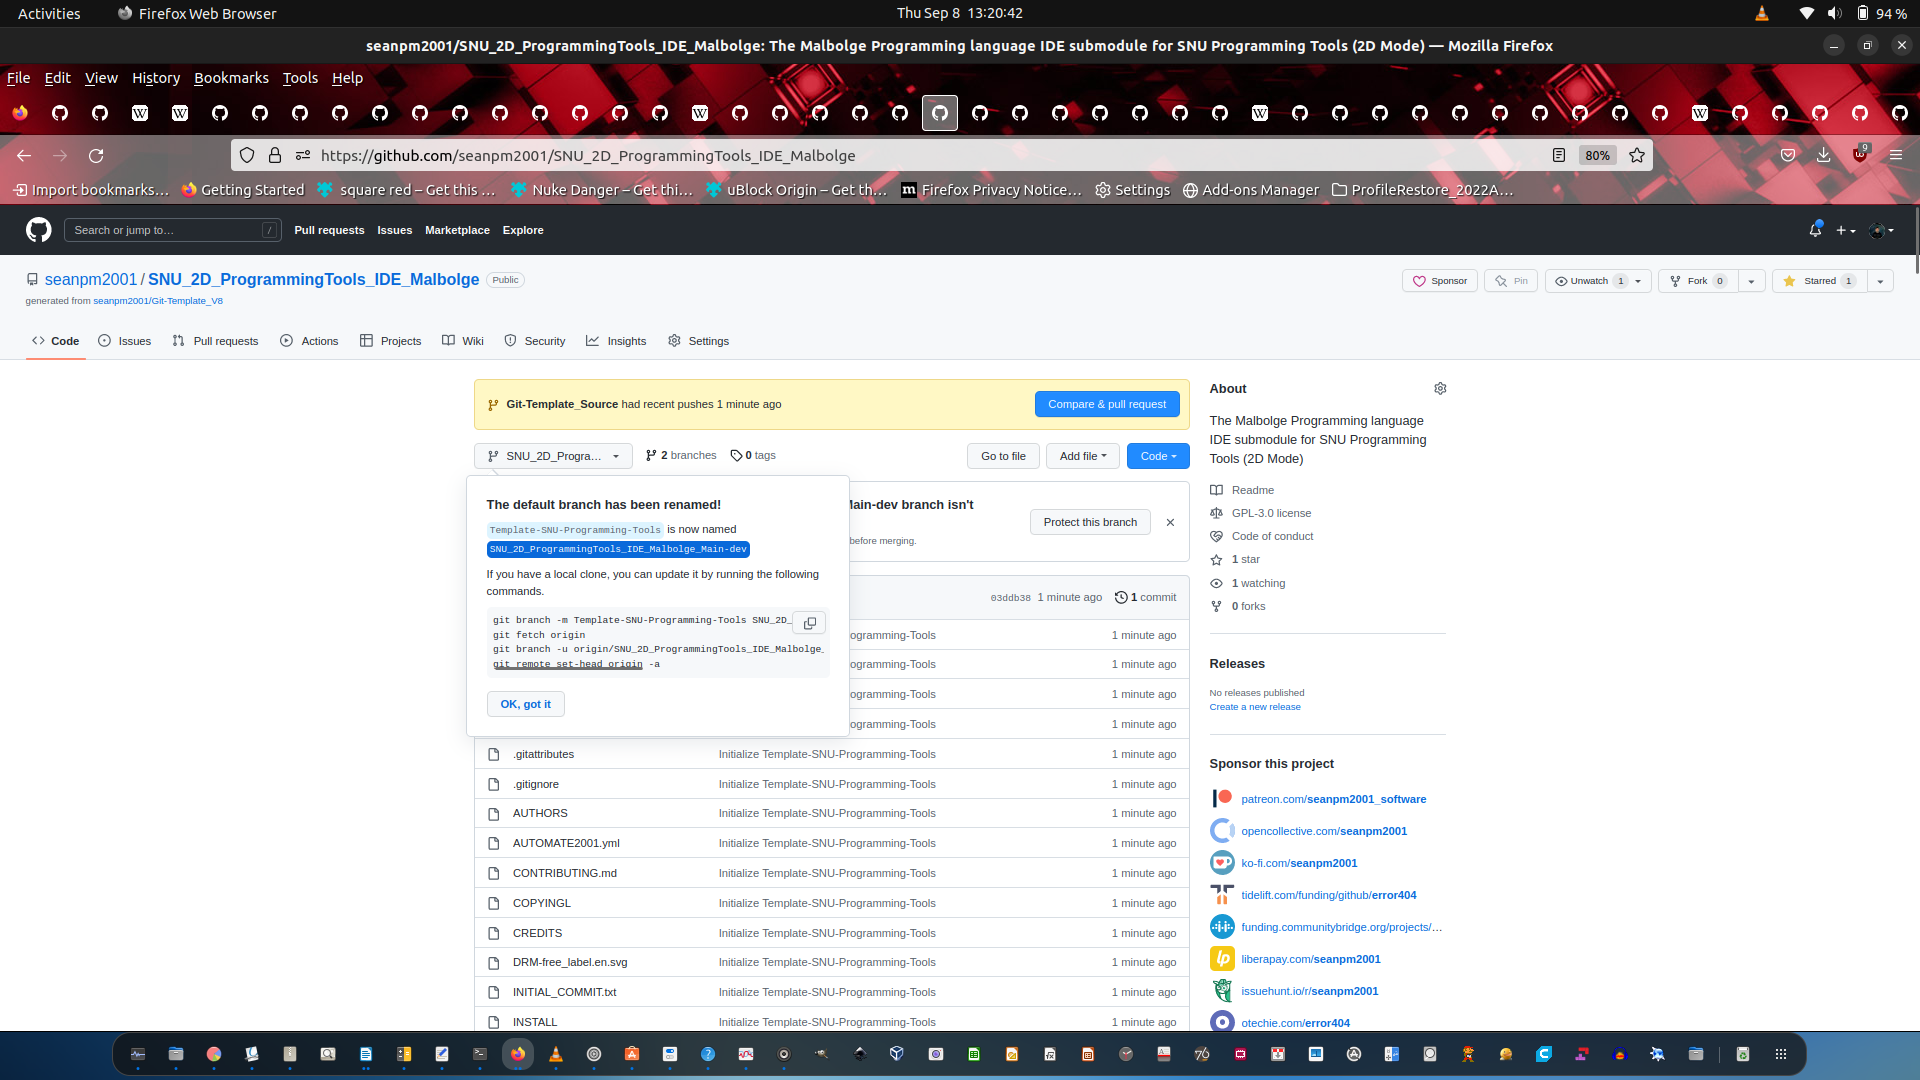 Activities
Firefox Web Browser
Thu Sep 8 13:20:42
94 %
seanpm2001/SNU_2D_ProgrammingTools_IDE_Malbolge: The Malbolge Programming language IDE submodule for SNU Programming Tools (2D Mode) — Mozilla Firefox
File Edit View History Bookmarks Tools Help
https://github.com/seanpm2001/SNU_2D_ProgrammingTools_IDE_Malbolge
80%
9
Import bookmarks… Getting Started square red – Get this … Nuke Danger – Get thi… uBlock Origin – Get th… Firefox Privacy Notice… Settings Add-ons Manager ProfileRestore_2022A…
Search or jump to… /
Pull requests Issues Marketplace Explore
seanpm2001 / SNU_2D_ProgrammingTools_IDE_Malbolge Public
generated from seanpm2001/Git-Template_V8
Sponsor Pin Unwatch 1 Fork 0 Starred 1
Code Issues Pull requests Actions Projects Wiki Security Insights Settings
Git-Template_Source had recent pushes 1 minute ago
Compare & pull request
SNU_2D_Progra… 2 branches 0 tags
Go to file Add file Code
The default branch has been renamed!
Template-SNU-Programming-Tools is now named
SNU_2D_ProgrammingTools_IDE_Malbolge_Main-dev
If you have a local clone, you can update it by running the following
commands.
git branch -m Template-SNU-Programming-Tools SNU_2D_
git fetch origin
git branch -u origin/SNU_2D_ProgrammingTools_IDE_Malbolge_
git remote set-head origin -a
OK, got it
Main-dev branch isn't
before merging.
Protect this branch
03ddb38 1 minute ago 1 commit
ogramming-Tools 1 minute ago
ogramming-Tools 1 minute ago
ogramming-Tools 1 minute ago
ogramming-Tools 1 minute ago
.gitattributes Initialize Template-SNU-Programming-Tools 1 minute ago
.gitignore Initialize Template-SNU-Programming-Tools 1 minute ago
AUTHORS Initialize Template-SNU-Programming-Tools 1 minute ago
AUTOMATE2001.yml Initialize Template-SNU-Programming-Tools 1 minute ago
CONTRIBUTING.md Initialize Template-SNU-Programming-Tools 1 minute ago
COPYINGL Initialize Template-SNU-Programming-Tools 1 minute ago
CREDITS Initialize Template-SNU-Programming-Tools 1 minute ago
DRM-free_label.en.svg Initialize Template-SNU-Programming-Tools 1 minute ago
INITIAL_COMMIT.txt Initialize Template-SNU-Programming-Tools 1 minute ago
INSTALL Initialize Template-SNU-Programming-Tools 1 minute ago
About
The Malbolge Programming language
IDE submodule for SNU Programming
Tools (2D Mode)
Readme
GPL-3.0 license
Code of conduct
1 star
1 watching
0 forks
Releases
No releases published
Create a new release
Sponsor this project
patreon.com/seanpm2001_software
opencollective.com/seanpm2001
ko-fi.com/seanpm2001
tidelift.com/funding/github/error404
funding.communitybridge.org/projects/…
liberapay.com/seanpm2001
issuehunt.io/r/seanpm2001
otechie.com/error404